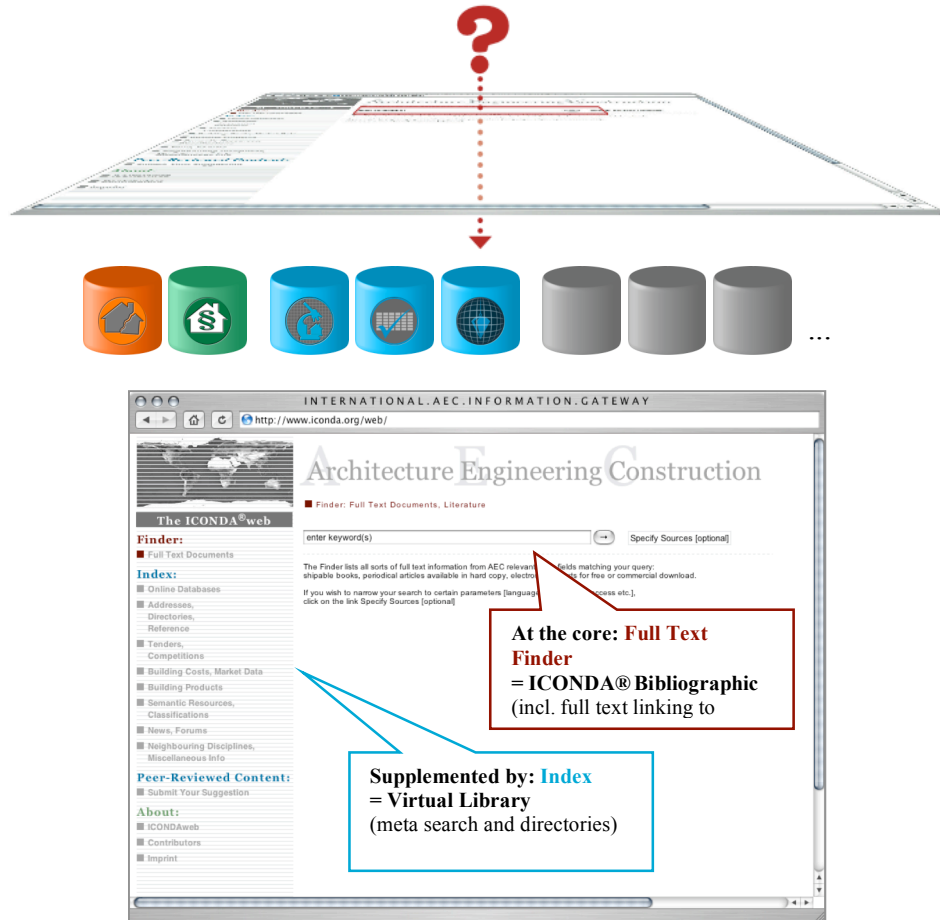 ?
Architecture Engineering Construction
§
...
INTERNATIONAL.AEC.INFORMATION.GATEWAY
http://www.iconda.org/web/
Architecture Engineering Construction
Finder: Full Text Documents, Literature
The ICONDA®web
enter keyword(s)
Specify Sources [optional]
Finder:
Full Text Documents
The Finder lists all sorts of full text information from AEC relevant fields matching your query:
shipable books, periodical articles available in hard copy, for free or commercial download.
If you wish to narrow your search to certain parameters [language access etc.],
click on the link Specify Sources [optional]
Index:
Online Databases
Addresses,
Directories,
Reference
Tenders,
Competitions
Building Costs, Market Data
Building Products
Semantic Resources,
Classifications
News, Forums
Neighbouring Disciplines,
Miscellaneous Info
Peer-Reviewed Content:
Submit Your Suggestion
About:
ICONDAweb
Contributors
Imprint
At the core: Full Text
Finder
= ICONDA® Bibliographic
(incl. full text linking to
Supplemented by: Index
= Virtual Library
(meta search and directories)